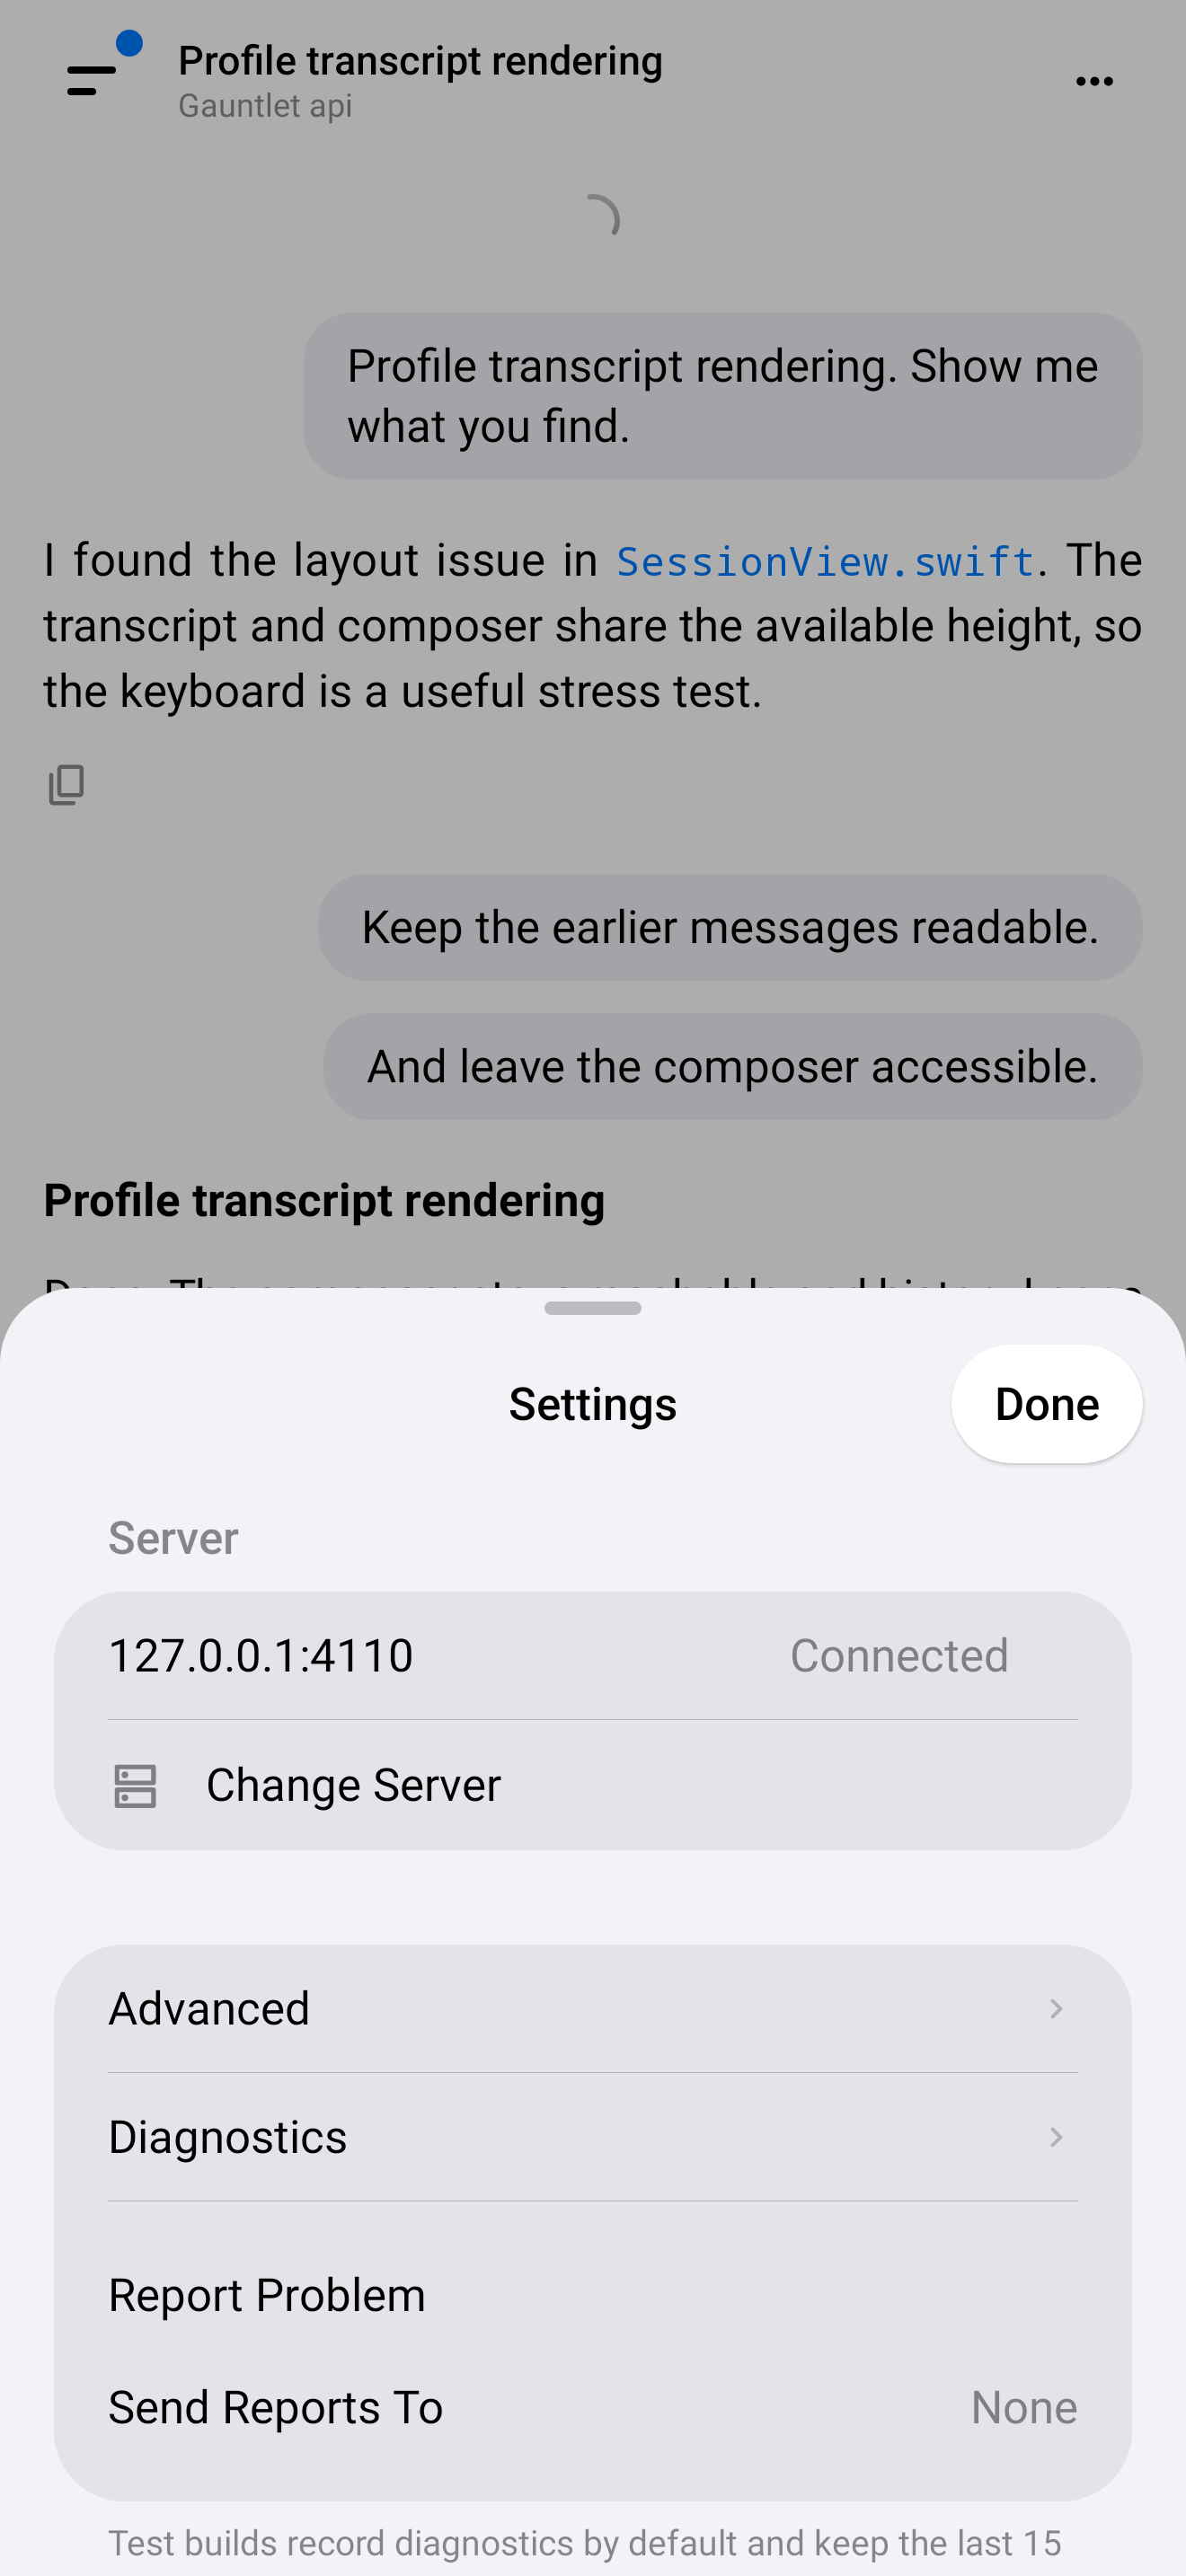 Profile transcript rendering
Gauntlet api
Profile transcript rendering. Show me
what you find.
I found the layout issue in SessionView.swift. The
transcript and composer share the available height, so
the keyboard is a useful stress test.
Keep the earlier messages readable.
And leave the composer accessible.
Profile transcript rendering
Settings
Done
Server
127.0.0.1:4110
Connected
Change Server
Advanced
Diagnostics
Report Problem
Send Reports To
None
Test builds record diagnostics by default and keep the last 15